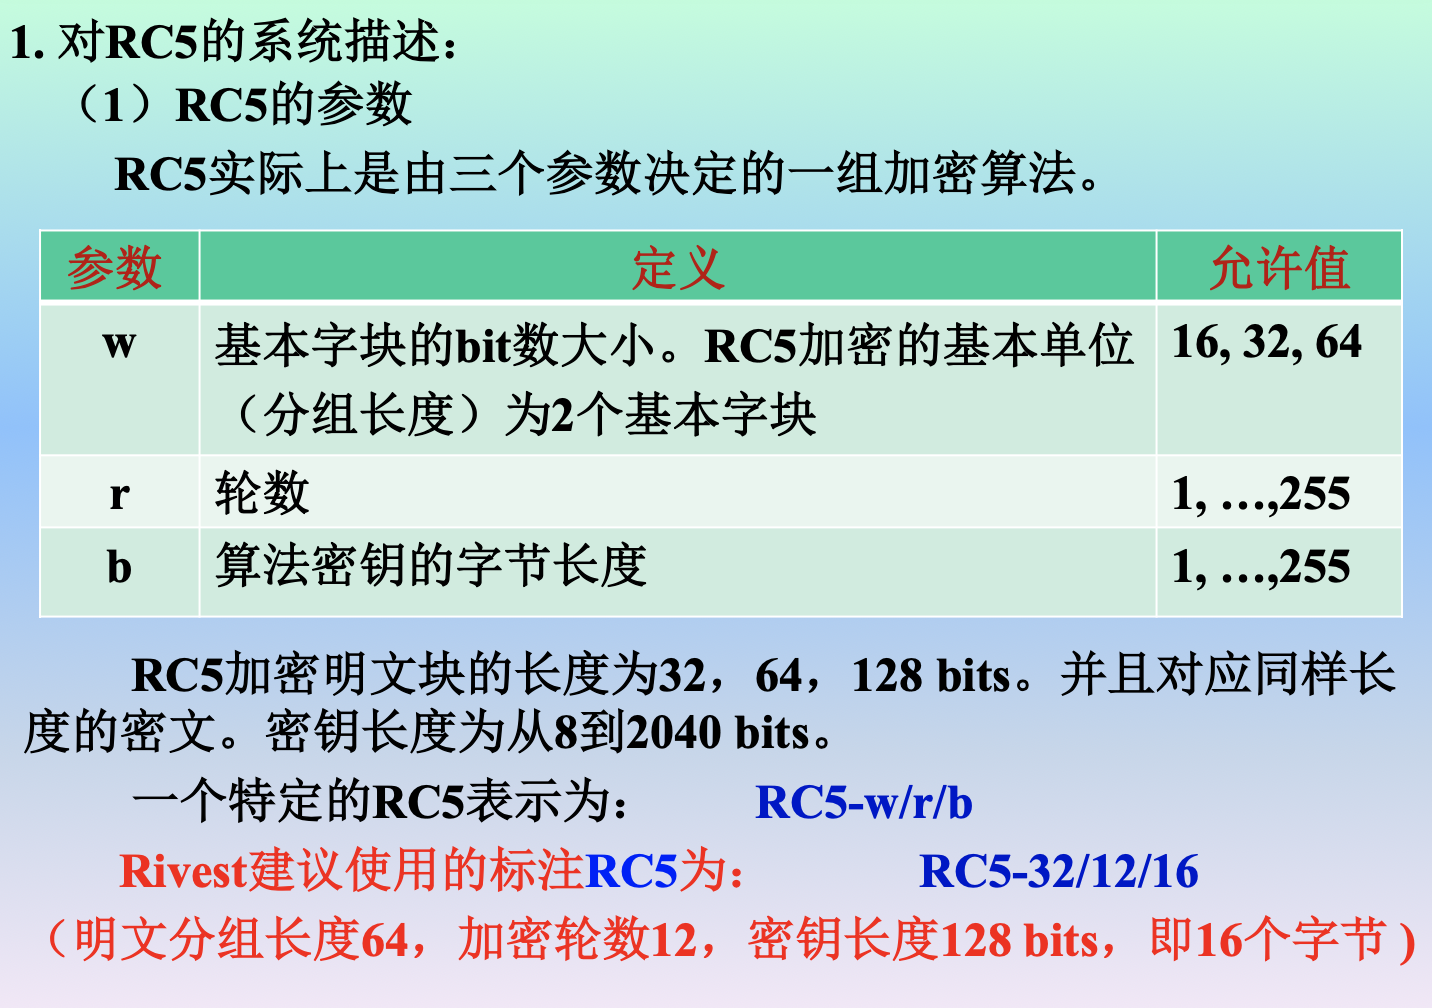 1. 对RC5的系统描述：
（1）RC5的参数
RC5实际上是由三个参数决定的一组加密算法。
参数 定义 允许值
w 基本字块的bit数大小。RC5加密的基本单位 16, 32, 64
（分组长度）为2个基本字块
r 轮数 1, …,255
b 算法密钥的字节长度 1, …,255
RC5加密明文块的长度为32，64，128 bits。并且对应同样长
度的密文。密钥长度为从8到2040 bits。
一个特定的RC5表示为： RC5-w/r/b
Rivest建议使用的标注RC5为： RC5-32/12/16
（明文分组长度64，加密轮数12，密钥长度128 bits，即16个字节 )